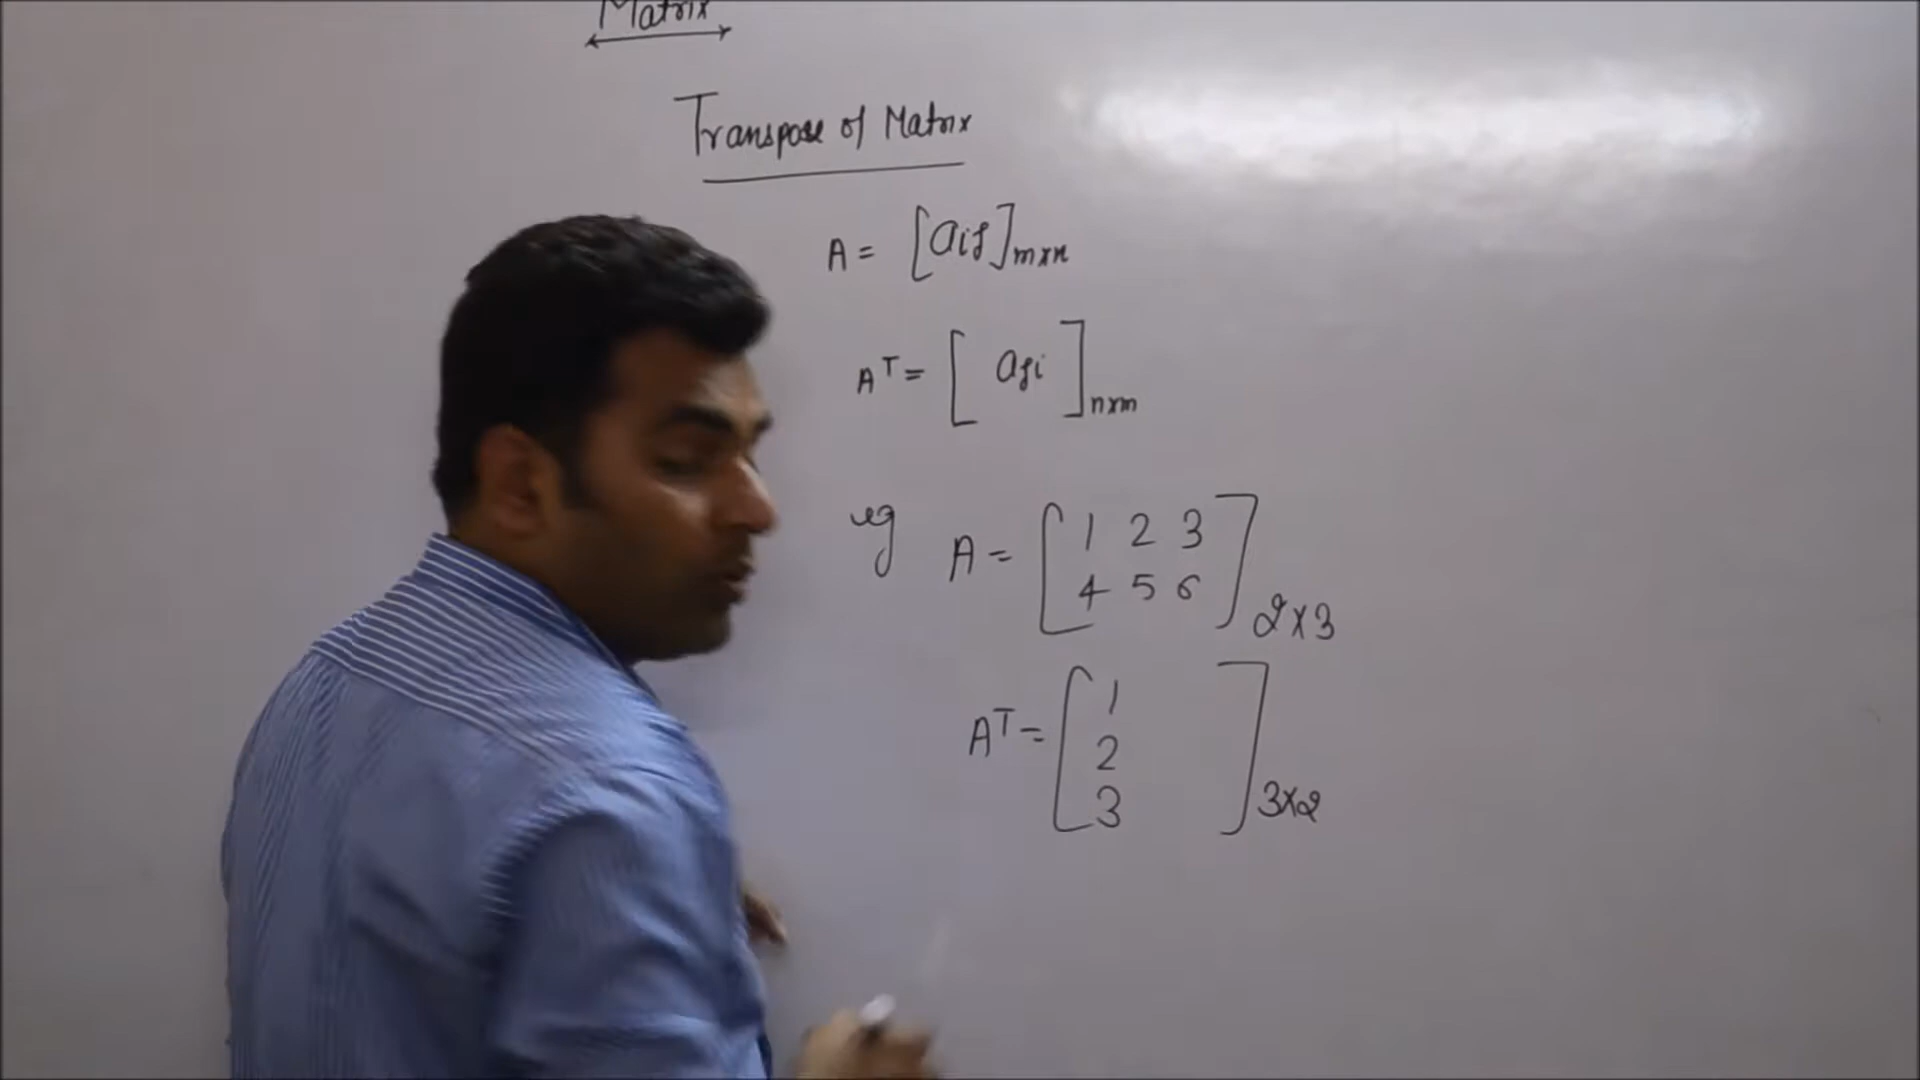 Matrix
Transpose of Matrix
A = [aij]m×n
Aᵀ = [aji]n×m
eg A = [1 2 3
4 5 6]2×3
Aᵀ = [1
2
3]3×2